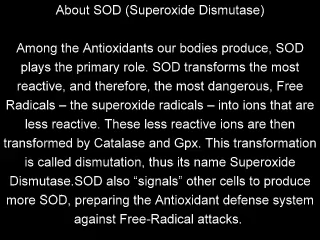 About SOD (Superoxide Dismutase)
Among the Antioxidants our bodies produce, SOD
plays the primary role. SOD transforms the most
reactive, and therefore, the most dangerous, Free
Radicals – the superoxide radicals – into ions that are
less reactive. These less reactive ions are then
transformed by Catalase and Gpx. This transformation
is called dismutation, thus its name Superoxide
Dismutase.SOD also “signals” other cells to produce
more SOD, preparing the Antioxidant defense system
against Free-Radical attacks.